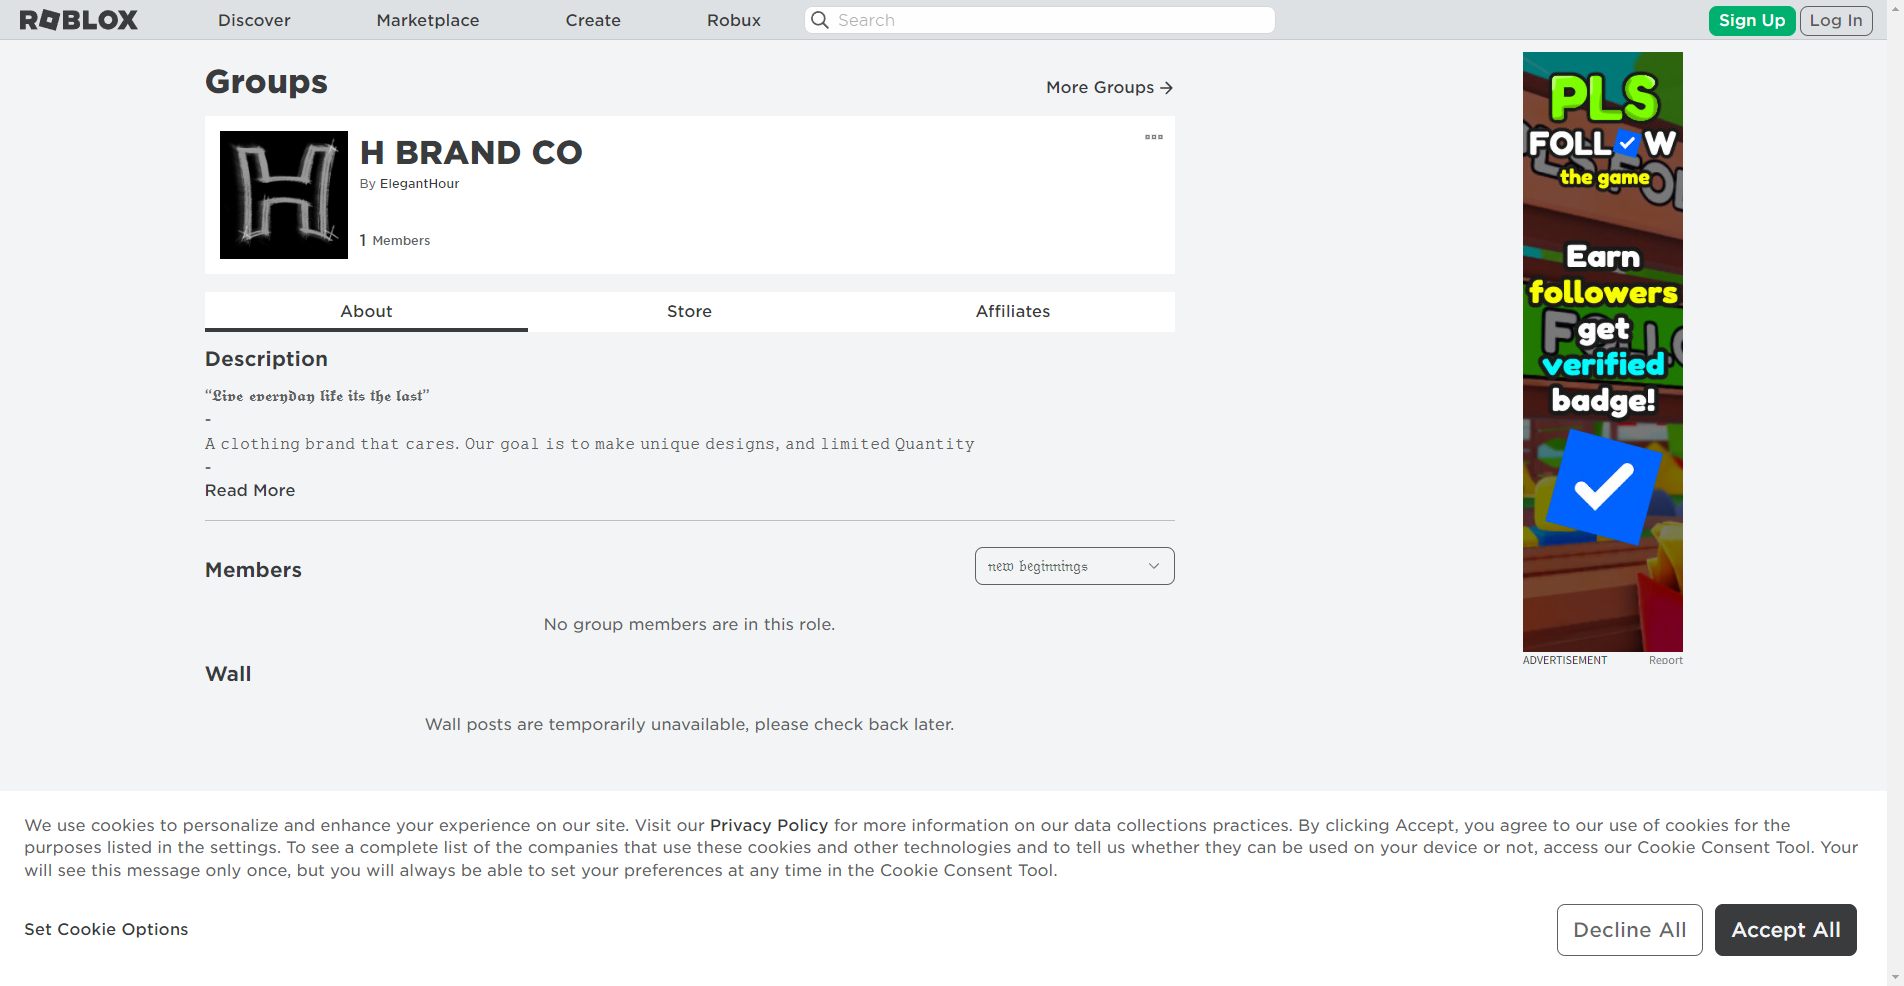 ROBLOX Discover Marketplace Create Robux Search Sign Up Log In
Groups
More Groups
H
H BRAND CO
By ElegantHour
1 Members
About Store Affiliates
Description
“𝕷𝖎𝖛𝖊 𝖊𝖛𝖊𝖗𝖞𝖉𝖆𝖞 𝖑𝖎𝖐𝖊 𝖎𝖙𝖘 𝖙𝖍𝖊 𝖑𝖆𝖘𝖙”
-
𝙰 𝚌𝚕𝚘𝚝𝚑𝚒𝚗𝚐 𝚋𝚛𝚊𝚗𝚍 𝚝𝚑𝚊𝚝 𝚌𝚊𝚛𝚎𝚜. 𝙾𝚞𝚛 𝚐𝚘𝚊𝚕 𝚒𝚜 𝚝𝚘 𝚖𝚊𝚔𝚎 𝚞𝚗𝚒𝚚𝚞𝚎 𝚍𝚎𝚜𝚒𝚐𝚗𝚜, 𝚊𝚗𝚍 𝚕𝚒𝚖𝚒𝚝𝚎𝚍 𝚀𝚞𝚊𝚗𝚝𝚒𝚝𝚢
-
Read More
Members
𝔫𝔢𝔴 𝔟𝔢𝔤𝔦𝔫𝔫𝔦𝔫𝔤𝔰
No group members are in this role.
Wall
Wall posts are temporarily unavailable, please check back later.
PLS
FOLLOW
the game
Earn
followers
get
verified
badge!
ADVERTISEMENT Report
We use cookies to personalize and enhance your experience on our site. Visit our Privacy Policy for more information on our data collections practices. By clicking Accept, you agree to our use of cookies for the
purposes listed in the settings. To see a complete list of the companies that use these cookies and other technologies and to tell us whether they can be used on your device or not, access our Cookie Consent Tool. Your
will see this message only once, but you will always be able to set your preferences at any time in the Cookie Consent Tool.
Set Cookie Options
Decline All
Accept All